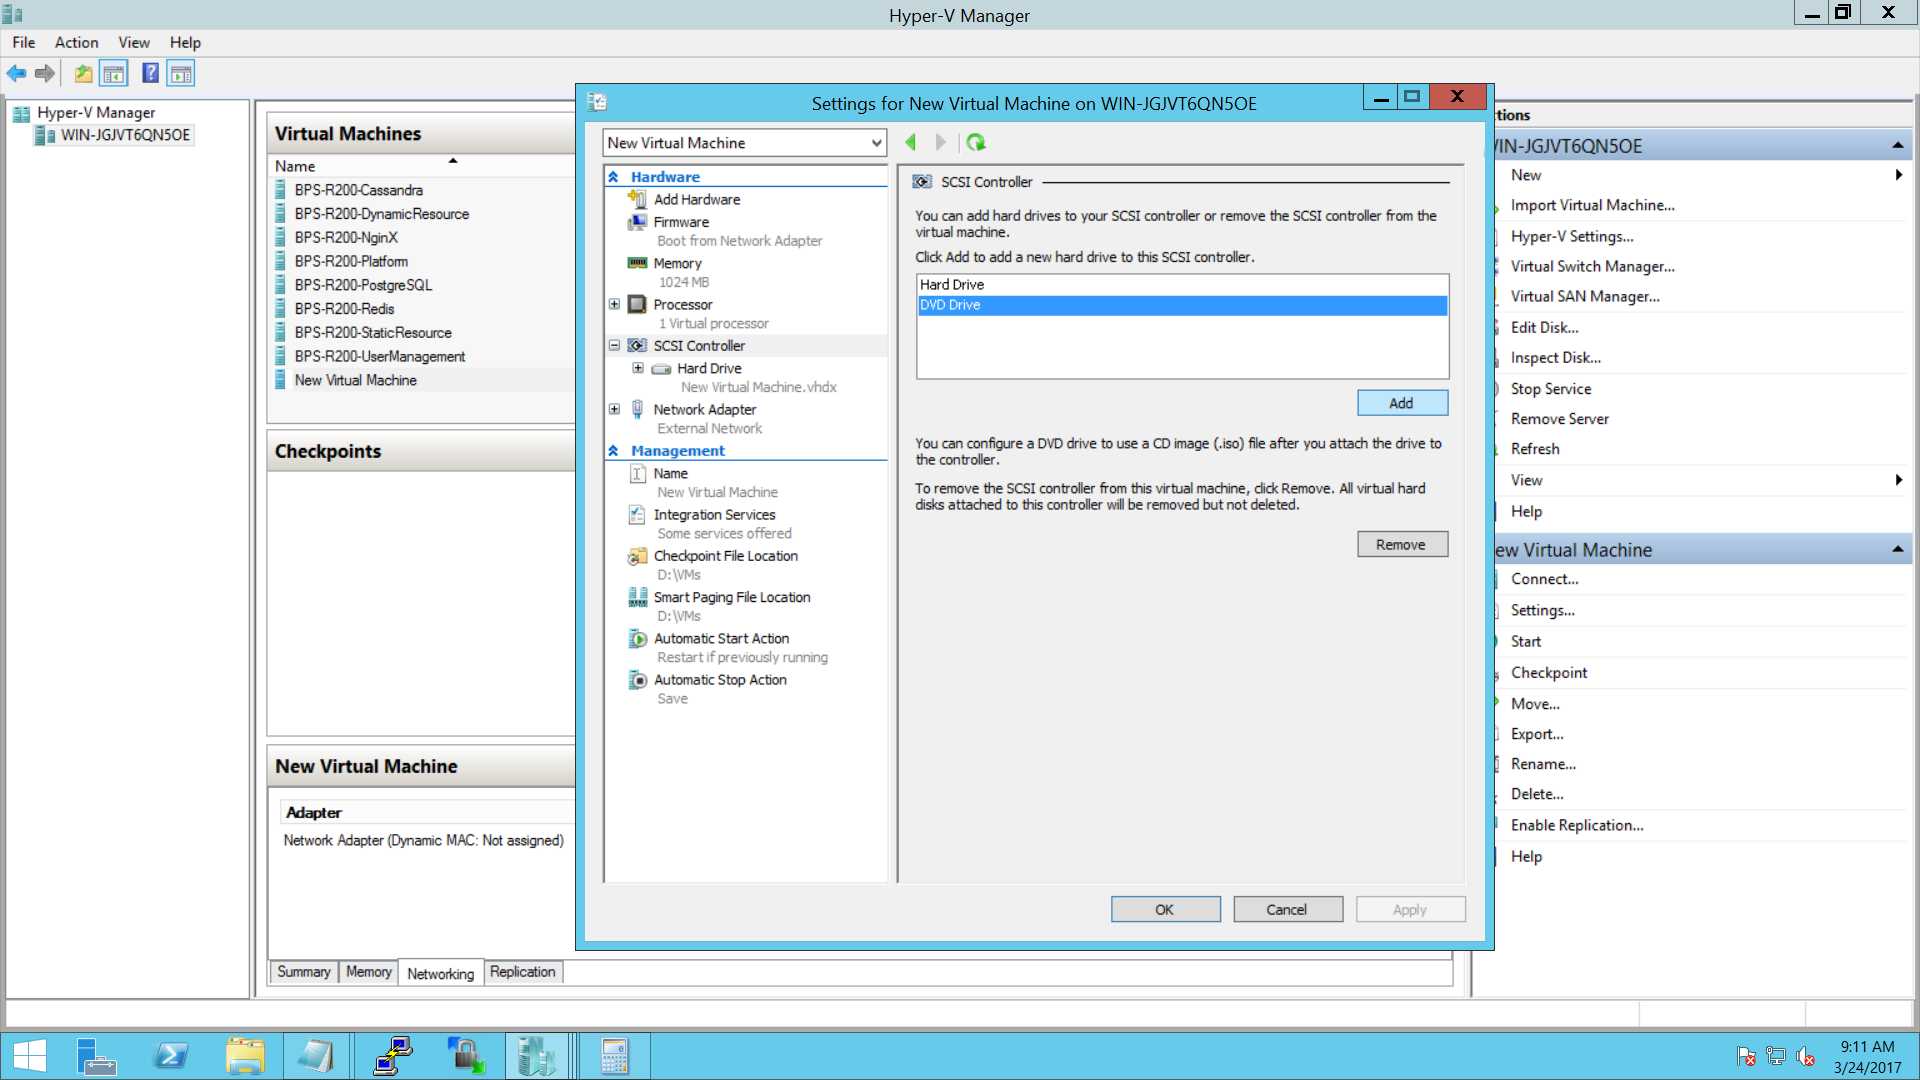 Hyper-V Manager
File Action View Help
Hyper-V Manager
WIN-JGJVT6QN5OE
Virtual Machines
Name
BPS-R200-Cassandra
BPS-R200-DynamicResource
BPS-R200-NginX
BPS-R200-Platform
BPS-R200-PostgreSQL
BPS-R200-Redis
BPS-R200-StaticResource
BPS-R200-UserManagement
New Virtual Machine
Checkpoints
New Virtual Machine
Adapter
Network Adapter (Dynamic MAC: Not assigned)
Summary Memory Networking Replication
Settings for New Virtual Machine on WIN-JGJVT6QN5OE
New Virtual Machine
Hardware
Add Hardware
Firmware
Boot from Network Adapter
Memory
1024 MB
Processor
1 Virtual processor
SCSI Controller
Hard Drive
New Virtual Machine.vhdx
Network Adapter
External Network
Management
Name
New Virtual Machine
Integration Services
Some services offered
Checkpoint File Location
D:\VMs
Smart Paging File Location
D:\VMs
Automatic Start Action
Restart if previously running
Automatic Stop Action
Save
SCSI Controller
You can add hard drives to your SCSI controller or remove the SCSI controller from the
virtual machine.
Click Add to add a new hard drive to this SCSI controller.
Hard Drive
DVD Drive
Add
You can configure a DVD drive to use a CD image (.iso) file after you attach the drive to
the controller.
To remove the SCSI controller from this virtual machine, click Remove. All virtual hard
disks attached to this controller will be removed but not deleted.
Remove
OK Cancel Apply
tions
IN-JGJVT6QN5OE
New
Import Virtual Machine...
Hyper-V Settings...
Virtual Switch Manager...
Virtual SAN Manager...
Edit Disk...
Inspect Disk...
Stop Service
Remove Server
Refresh
View
Help
ew Virtual Machine
Connect...
Settings...
Start
Checkpoint
Move...
Export...
Rename...
Delete...
Enable Replication...
Help
9:11 AM
3/24/2017